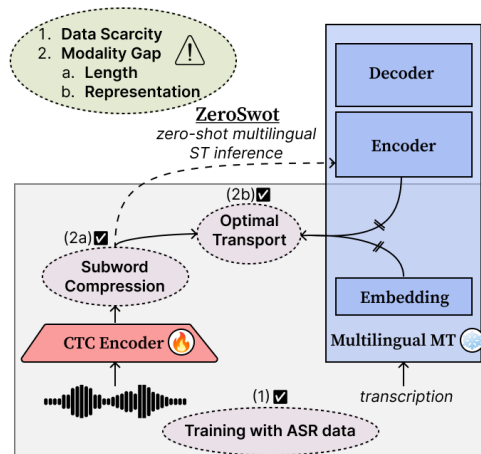 1. Data Scarcity
2. Modality Gap
a. Length
b. Representation
ZeroSwot
zero-shot multilingual
ST inference
Decoder
Encoder
(2b)
Optimal
Transport
(2a)
Subword
Compression
Embedding
CTC Encoder
Multilingual MT
transcription
(1)
Training with ASR data